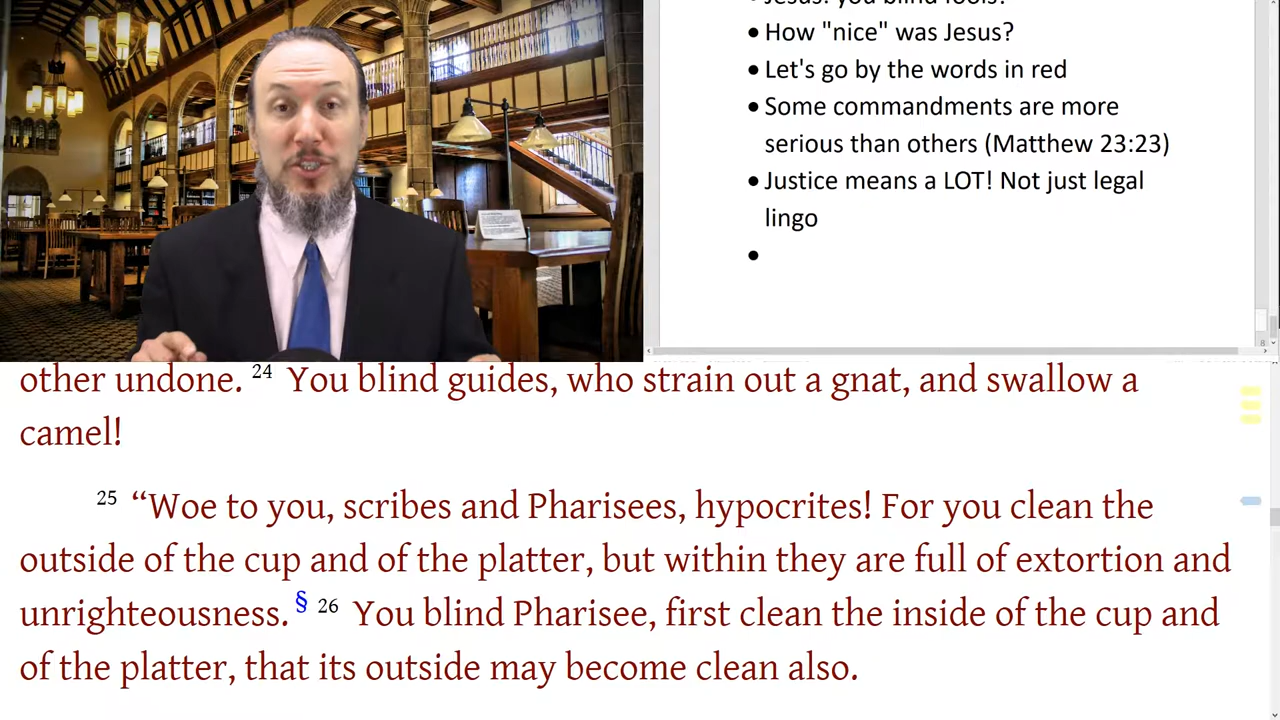 • How "nice" was Jesus?
• Let's go by the words in red
• Some commandments are more
serious than others (Matthew 23:23)
• Justice means a LOT! Not just legal
lingo
•
other undone. 24 You blind guides, who strain out a gnat, and swallow a
camel!
25 “Woe to you, scribes and Pharisees, hypocrites! For you clean the
outside of the cup and of the platter, but within they are full of extortion and
unrighteousness.§ 26 You blind Pharisee, first clean the inside of the cup and
of the platter, that its outside may become clean also.